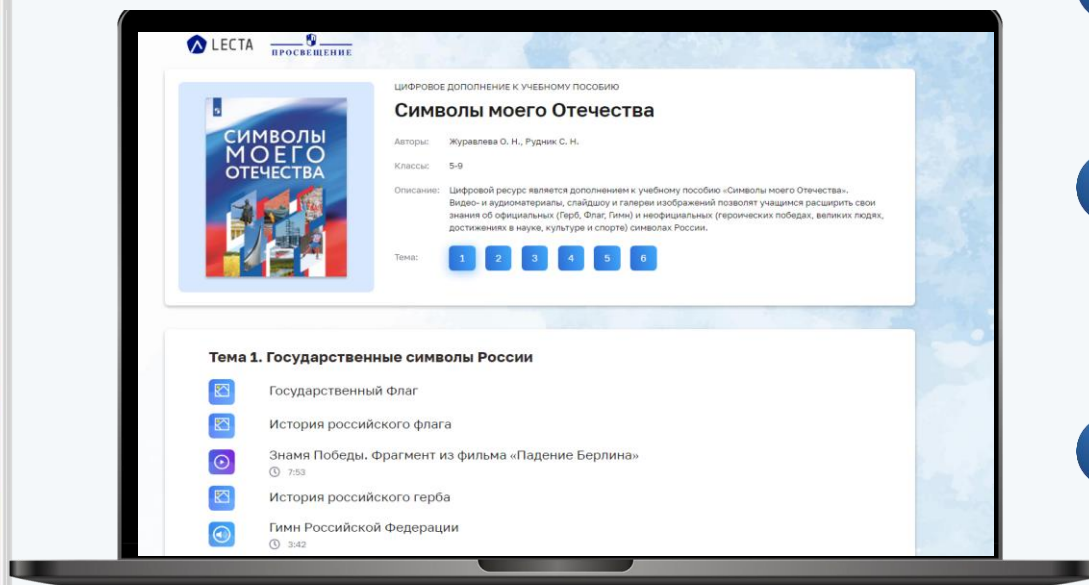 LECTA
ПРОСВЕЩЕНИЕ
ЦИФРОВОЕ ДОПОЛНЕНИЕ К УЧЕБНОМУ ПОСОБИЮ
Символы моего Отечества
Авторы: Журавлева О. Н., Рудник С. Н.
Классы: 5-9
Описание: Цифровой ресурс является дополнением к учебному пособию «Символы моего Отечества».
Видео- и аудиоматериалы, слайдшоу и галереи изображений позволят учащимся расширить свои
знания об официальных (Герб, Флаг, Гимн) и неофициальных (героических победах, великих людях,
достижениях в науке, культуре и спорте) символах России.
Тема: 1 2 3 4 5 6
СИМВОЛЫ
МОЕГО
ОТЕЧЕСТВА
Тема 1. Государственные символы России
Государственный Флаг
История российского флага
Знамя Победы. Фрагмент из фильма «Падение Берлина»
7:53
История российского герба
Гимн Российской Федерации
3:42